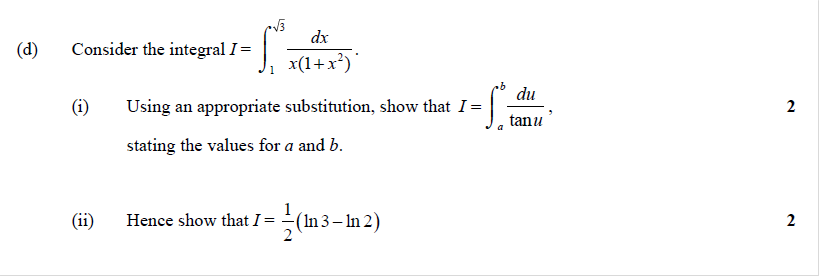 (d) Consider the integral I = ∫₁^√3 dx / x(1+x²).
(i) Using an appropriate substitution, show that I = ∫ₐᵇ du / tan u, 2
stating the values for a and b.
(ii) Hence show that I = 1/2 (ln 3 – ln 2) 2